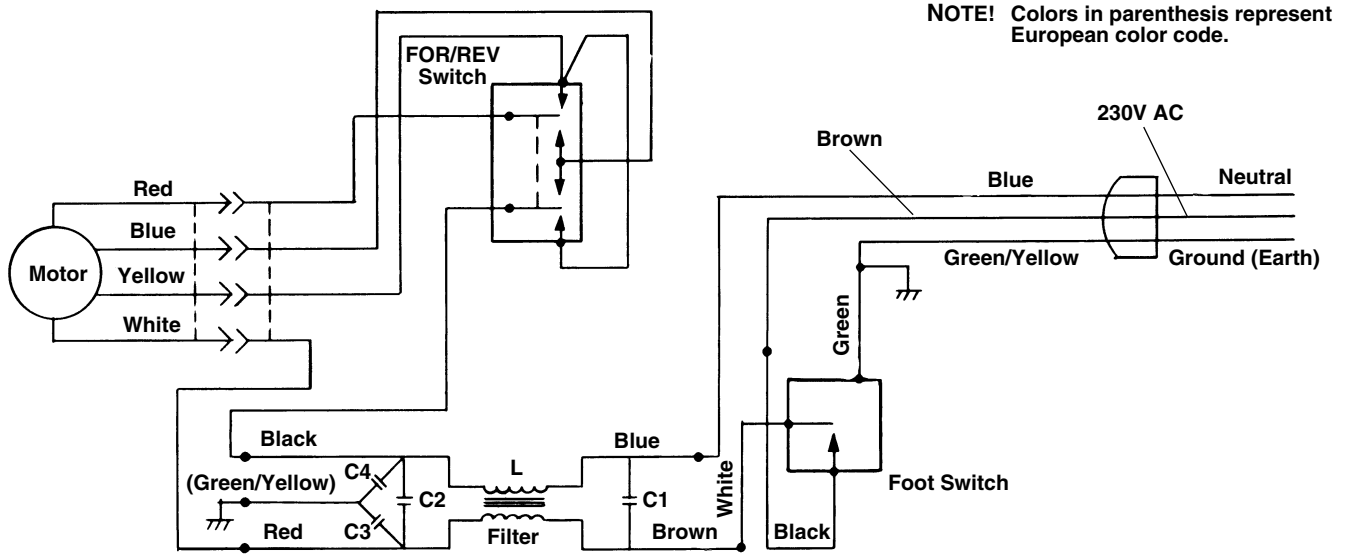 NOTE! Colors in parenthesis represent
European color code.
FOR/REV
Switch
230V AC
Brown
Red
Blue
Neutral
Blue
Motor
Yellow
Green/Yellow
Ground (Earth)
White
Green
Black
Blue
L
C4
(Green/Yellow)
C2
C1
White
Foot Switch
Red
C3
Filter
Brown
Black